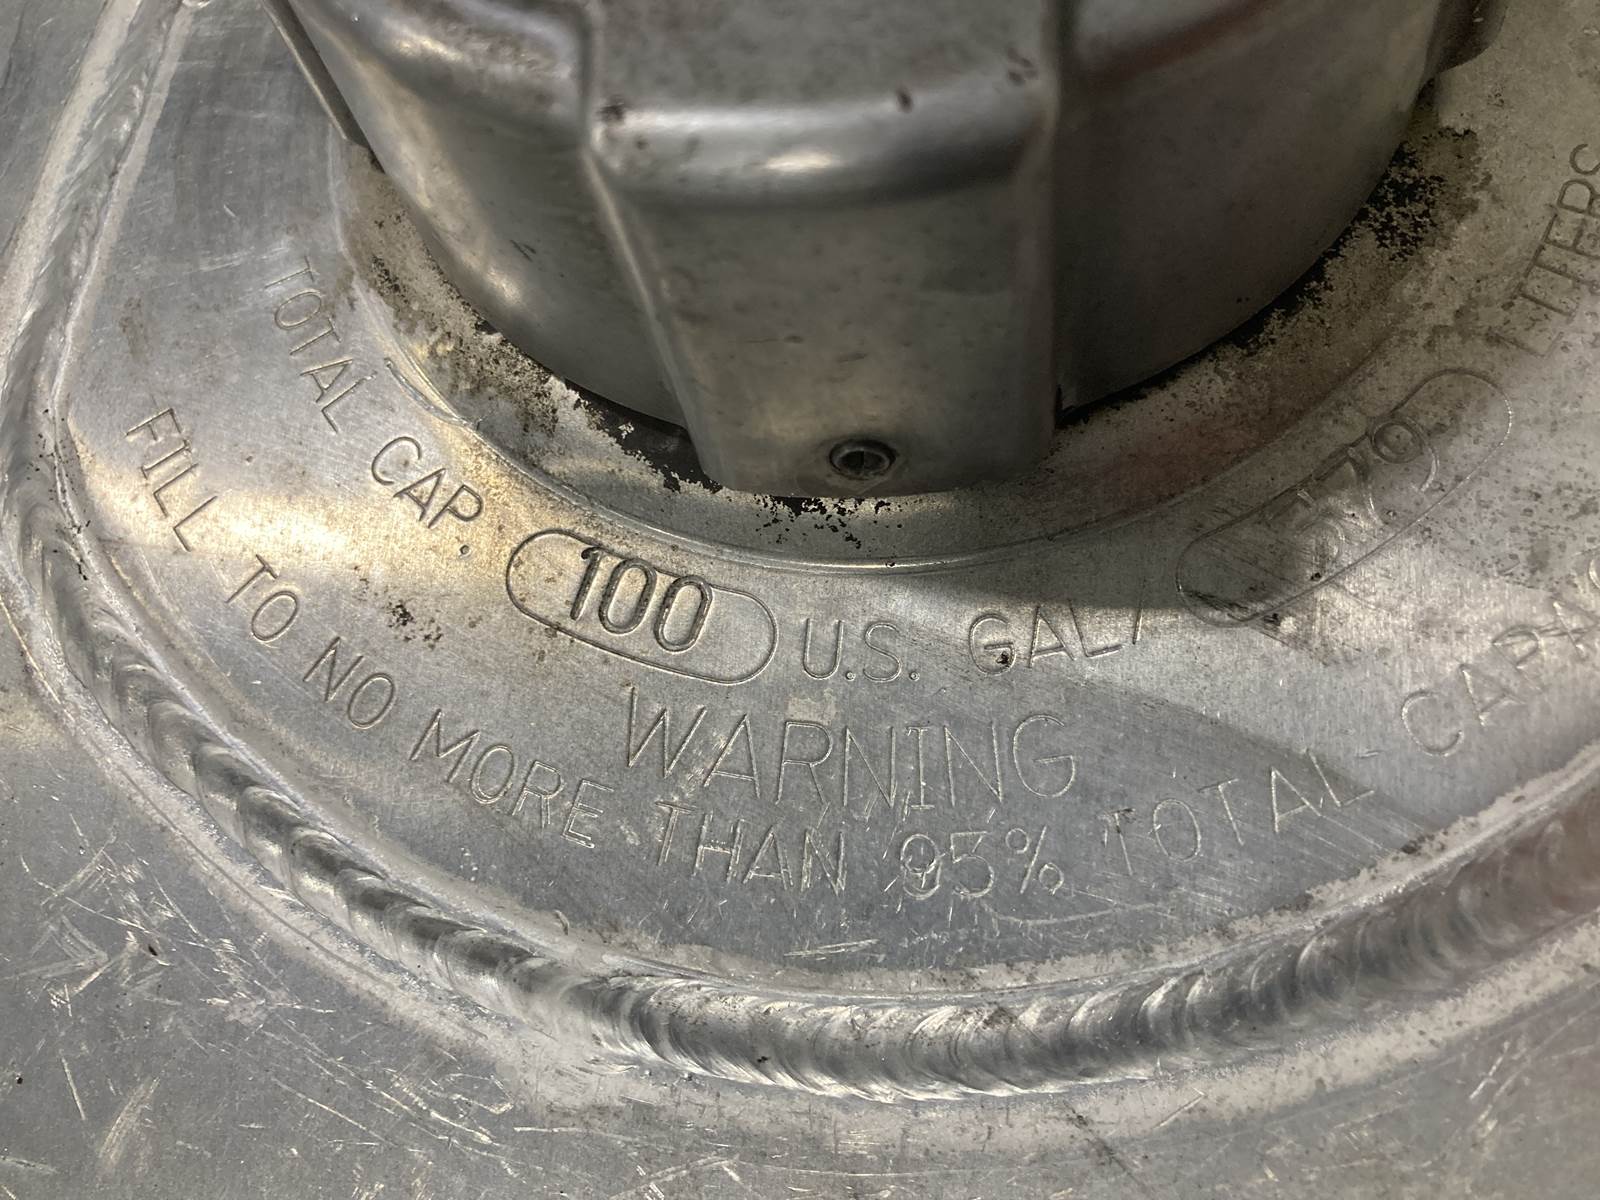 TOTAL CAP. 100 U.S. GAL / 379 LITERS
WARNING
FILL TO NO MORE THAN 95% TOTAL CAPAC